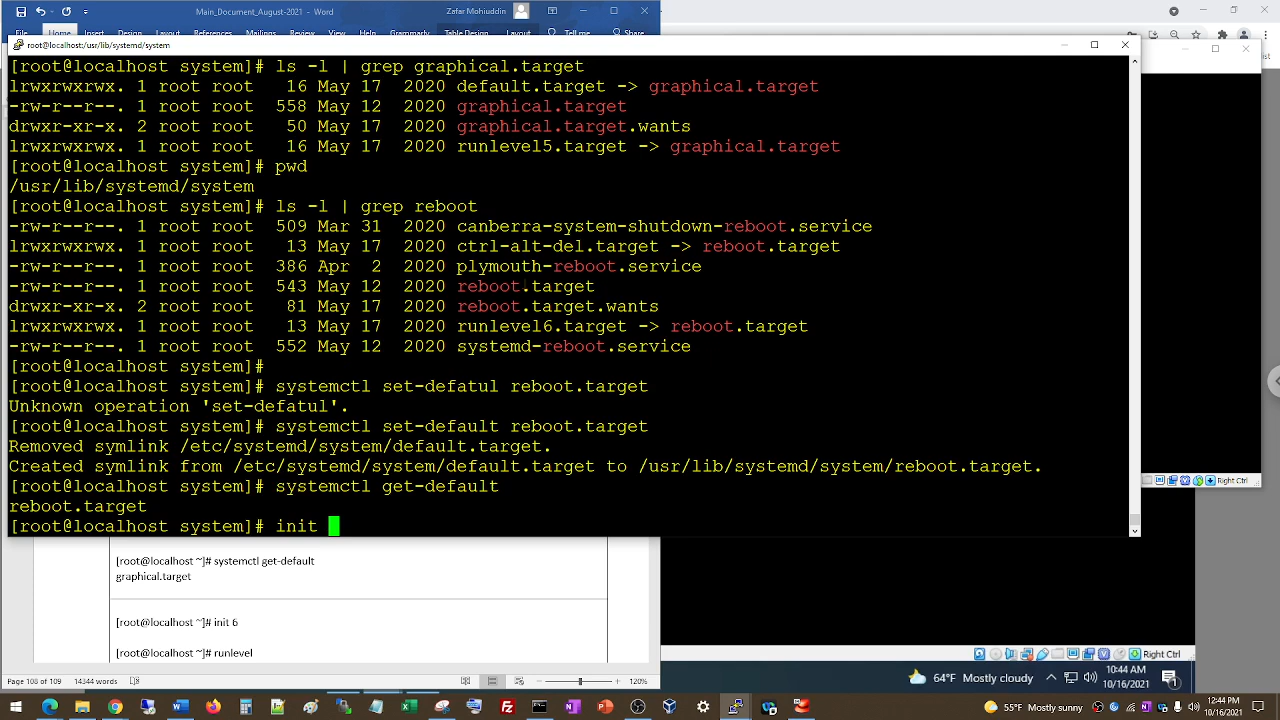 Main_Document_August-2021 - Word
Zafar Mohiuddin
root@localhost:/usr/lib/systemd/system
[root@localhost system]# ls -l | grep graphical.target
lrwxrwxrwx. 1 root root 16 May 17 2020 default.target -> graphical.target
-rw-r--r--. 1 root root 558 May 12 2020 graphical.target
drwxr-xr-x. 2 root root 50 May 17 2020 graphical.target.wants
lrwxrwxrwx. 1 root root 16 May 17 2020 runlevel5.target -> graphical.target
[root@localhost system]# pwd
/usr/lib/systemd/system
[root@localhost system]# ls -l | grep reboot
-rw-r--r--. 1 root root 509 Mar 31 2020 canberra-system-shutdown-reboot.service
lrwxrwxrwx. 1 root root 13 May 17 2020 ctrl-alt-del.target -> reboot.target
-rw-r--r--. 1 root root 386 Apr 2 2020 plymouth-reboot.service
-rw-r--r--. 1 root root 543 May 12 2020 reboot.target
drwxr-xr-x. 2 root root 81 May 17 2020 reboot.target.wants
lrwxrwxrwx. 1 root root 13 May 17 2020 runlevel6.target -> reboot.target
-rw-r--r--. 1 root root 552 May 12 2020 systemd-reboot.service
[root@localhost system]#
[root@localhost system]# systemctl set-defatul reboot.target
Unknown operation 'set-defatul'.
[root@localhost system]# systemctl set-default reboot.target
Removed symlink /etc/systemd/system/default.target.
Created symlink from /etc/systemd/system/default.target to /usr/lib/systemd/system/reboot.target.
[root@localhost system]# systemctl get-default
reboot.target
[root@localhost system]# init
Right Ctrl
[root@localhost ~]# systemctl get-default
graphical.target
[root@localhost ~]# init 6
[root@localhost ~]# runlevel
Right Ctrl
Page 108 of 109 14344 words
120%
64°F Mostly cloudy
10:44 AM
10/16/2021
55°F Mostly sunny
12:44 PM
10/16/2021